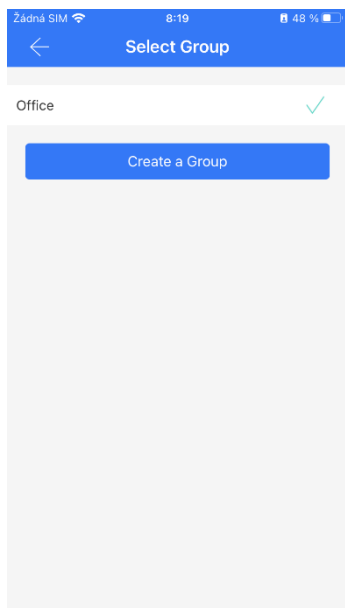 Žádná SIM 8:19 48 %
Select Group
Office
Create a Group